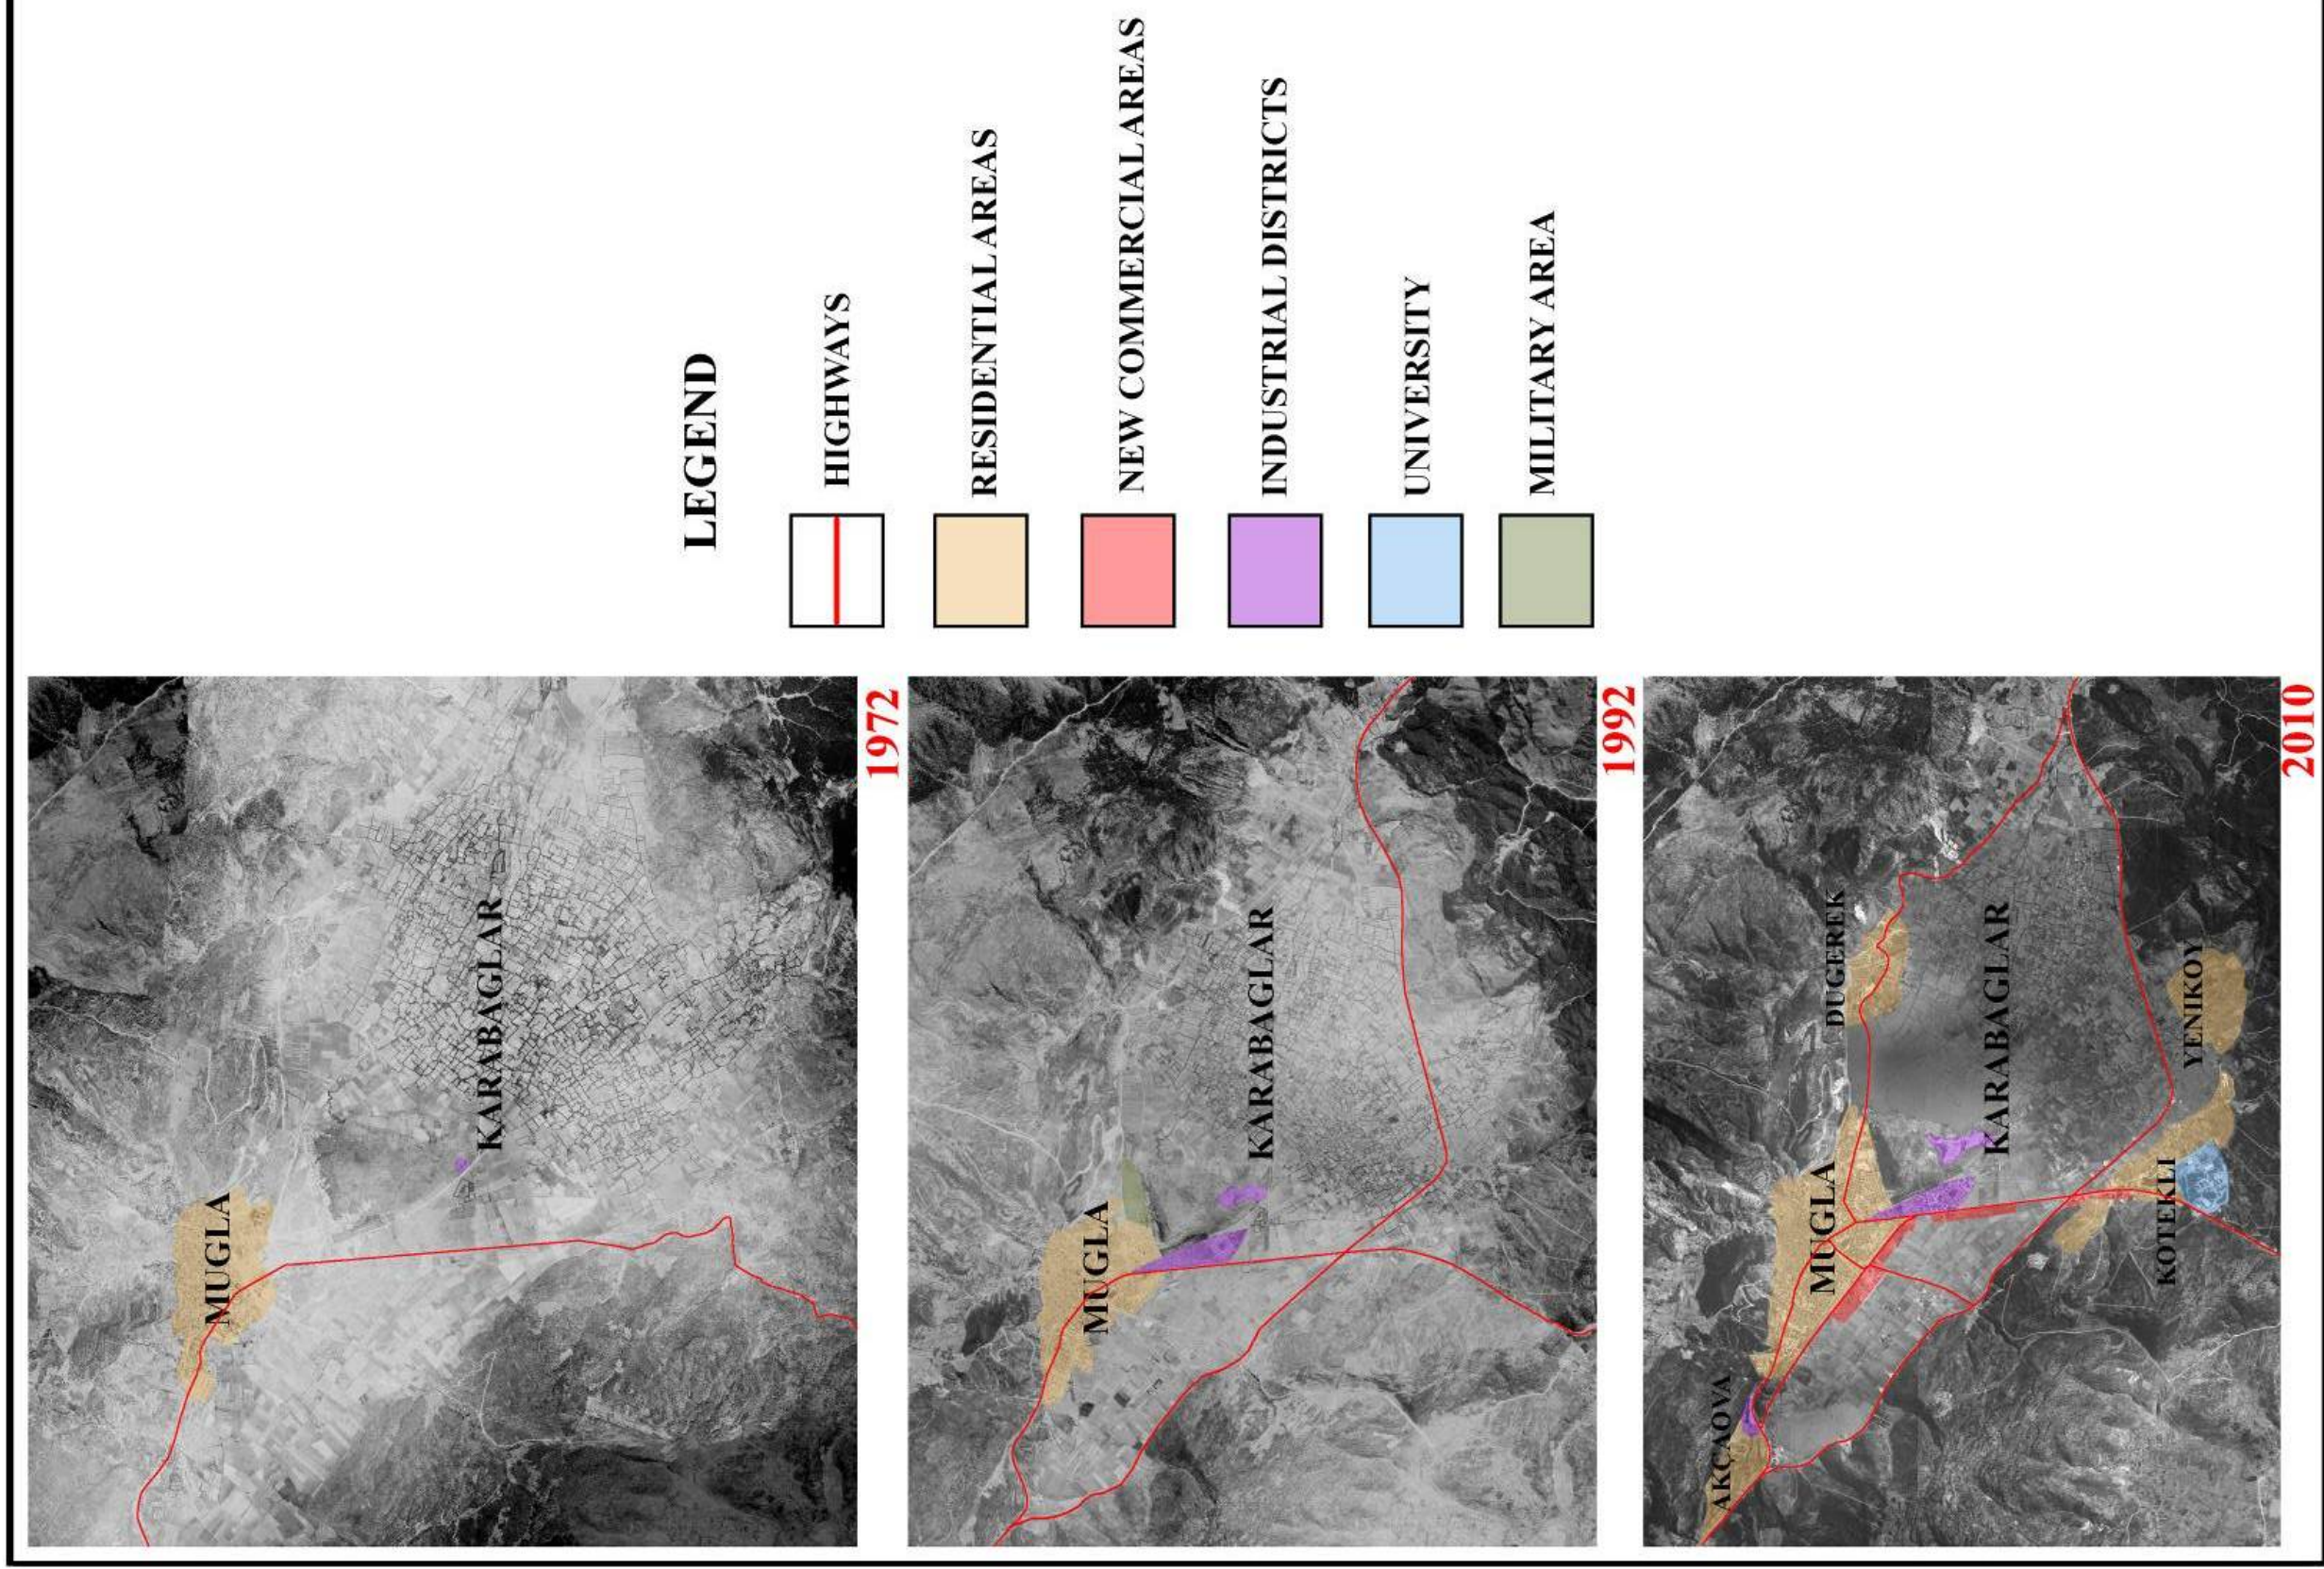 MUGLA
KARABAGLAR
1972
MUGLA
KARABAGLAR
1992
AKÇAOVA
MUGLA
DUGEREK
KARABAGLAR
KOTEKLI
YENIKOY
2010
LEGEND
HIGHWAYS
RESIDENTIAL AREAS
NEW COMMERCIAL AREAS
INDUSTRIAL DISTRICTS
UNIVERSITY
MILITARY AREA